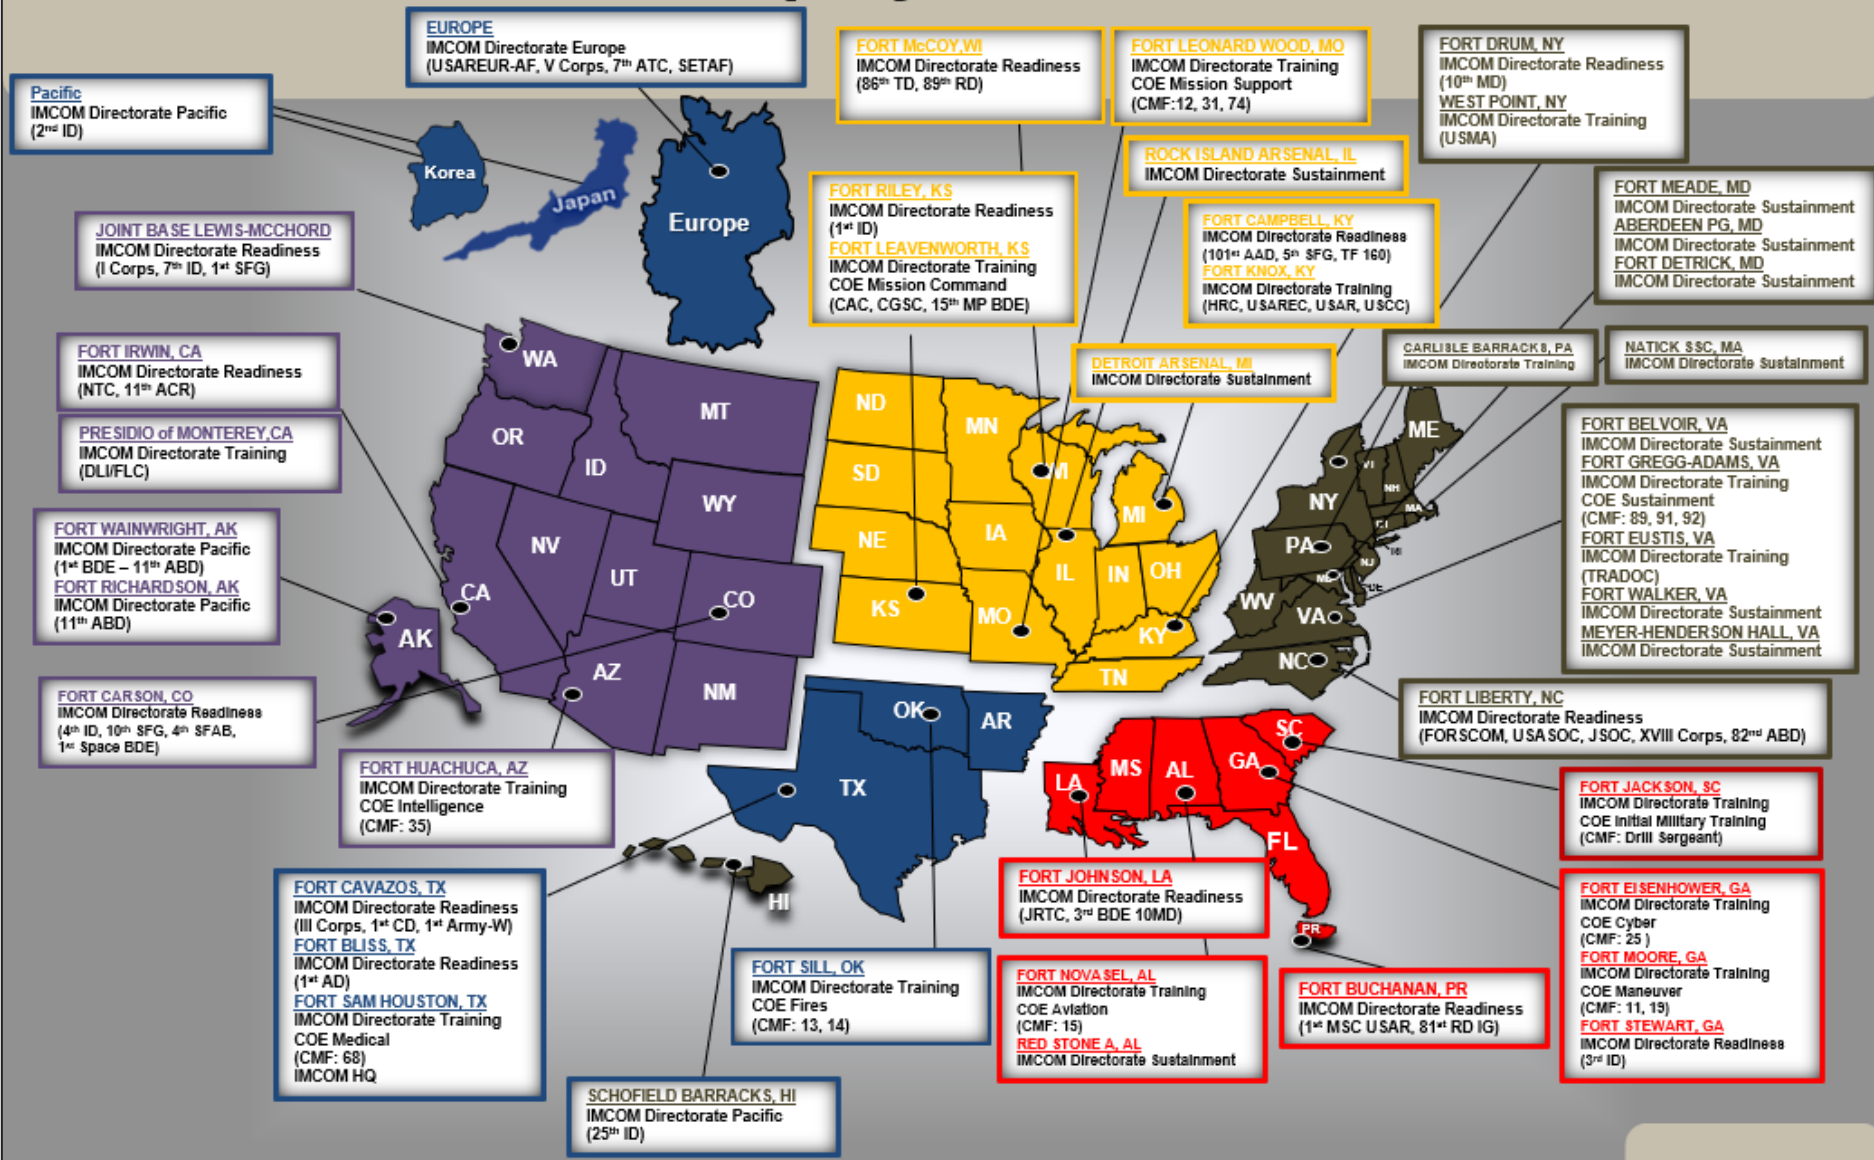 EUROPE
IMCOM Directorate Europe
(USAREUR-AF, V Corps, 7th ATC, SETAF)
Pacific
IMCOM Directorate Pacific
(2nd ID)
Korea
Japan
Europe
FORT McCOY,WI
IMCOM Directorate Readiness
(86th TD, 89th RD)
FORT LEONARD WOOD, MO
IMCOM Directorate Training
COE Mission Support
(CMF:12, 31, 74)
FORT DRUM, NY
IMCOM Directorate Readiness
(10th MD)
WEST POINT, NY
IMCOM Directorate Training
(USMA)
ROCK ISLAND ARSENAL, IL
IMCOM Directorate Sustainment
FORT RILEY, KS
IMCOM Directorate Readiness
(1st ID)
FORT LEAVENWORTH, KS
IMCOM Directorate Training
COE Mission Command
(CAC, CGSC, 15th MP BDE)
FORT CAMPBELL, KY
IMCOM Directorate Readiness
(101st AAD, 5th SFG, TF 160)
FORT KNOX, KY
IMCOM Directorate Training
(HRC, USAREC, USAR, USCC)
FORT MEADE, MD
IMCOM Directorate Sustainment
ABERDEEN PG, MD
IMCOM Directorate Sustainment
FORT DETRICK, MD
IMCOM Directorate Sustainment
JOINT BASE LEWIS-MCCHORD
IMCOM Directorate Readiness
(I Corps, 7th ID, 1st SFG)
FORT IRWIN, CA
IMCOM Directorate Readiness
(NTC, 11th ACR)
PRESIDIO of MONTEREY,CA
IMCOM Directorate Training
(DLI/FLC)
FORT WAINWRIGHT, AK
IMCOM Directorate Pacific
(1st BDE – 11th ABD)
FORT RICHARDSON, AK
IMCOM Directorate Pacific
(11th ABD)
FORT CARSON, CO
IMCOM Directorate Readiness
(4th ID, 10th SFG, 4th SFAB,
1st Space BDE)
FORT HUACHUCA, AZ
IMCOM Directorate Training
COE Intelligence
(CMF: 35)
DETROIT ARSENAL, MI
IMCOM Directorate Sustainment
CARLISLE BARRACKS, PA
IMCOM Directorate Training
NATICK SSC, MA
IMCOM Directorate Sustainment
FORT BELVOIR, VA
IMCOM Directorate Sustainment
FORT GREGG-ADAMS, VA
IMCOM Directorate Training
COE Sustainment
(CMF: 89, 91, 92)
FORT EUSTIS, VA
IMCOM Directorate Training
(TRADOC)
FORT WALKER, VA
IMCOM Directorate Sustainment
MEYER-HENDERSON HALL, VA
IMCOM Directorate Sustainment
FORT LIBERTY, NC
IMCOM Directorate Readiness
(FORSCOM, USASOC, JSOC, XVIII Corps, 82nd ABD)
WA
OR
MT
ID
WY
NV
UT
CA
CO
AZ
NM
AK
ND
SD
NE
KS
MN
IA
MO
MI
IL
IN
OH
KY
TN
ME
NH
MA
NY
PA
NJ
WV
VA
NC
OK
AR
TX
HI
LA
MS
AL
GA
SC
FL
PR
FORT CAVAZOS, TX
IMCOM Directorate Readiness
(III Corps, 1st CD, 1st Army-W)
FORT BLISS, TX
IMCOM Directorate Readiness
(1st AD)
FORT SAM HOUSTON, TX
IMCOM Directorate Training
COE Medical
(CMF: 68)
IMCOM HQ
SCHOFIELD BARRACKS, HI
IMCOM Directorate Pacific
(25th ID)
FORT SILL, OK
IMCOM Directorate Training
COE Fires
(CMF: 13, 14)
FORT JOHNSON, LA
IMCOM Directorate Readiness
(JRTC, 3rd BDE 10MD)
FORT NOVASEL, AL
IMCOM Directorate Training
COE Aviation
(CMF: 15)
RED STONE A, AL
IMCOM Directorate Sustainment
FORT BUCHANAN, PR
IMCOM Directorate Readiness
(1st MSC USAR, 81st RD IG)
FORT JACKSON, SC
IMCOM Directorate Training
COE Initial Military Training
(CMF: Drill Sergeant)
FORT EISENHOWER, GA
IMCOM Directorate Training
COE Cyber
(CMF: 25 )
FORT MOORE, GA
IMCOM Directorate Training
COE Maneuver
(CMF: 11, 19)
FORT STEWART, GA
IMCOM Directorate Readiness
(3rd ID)